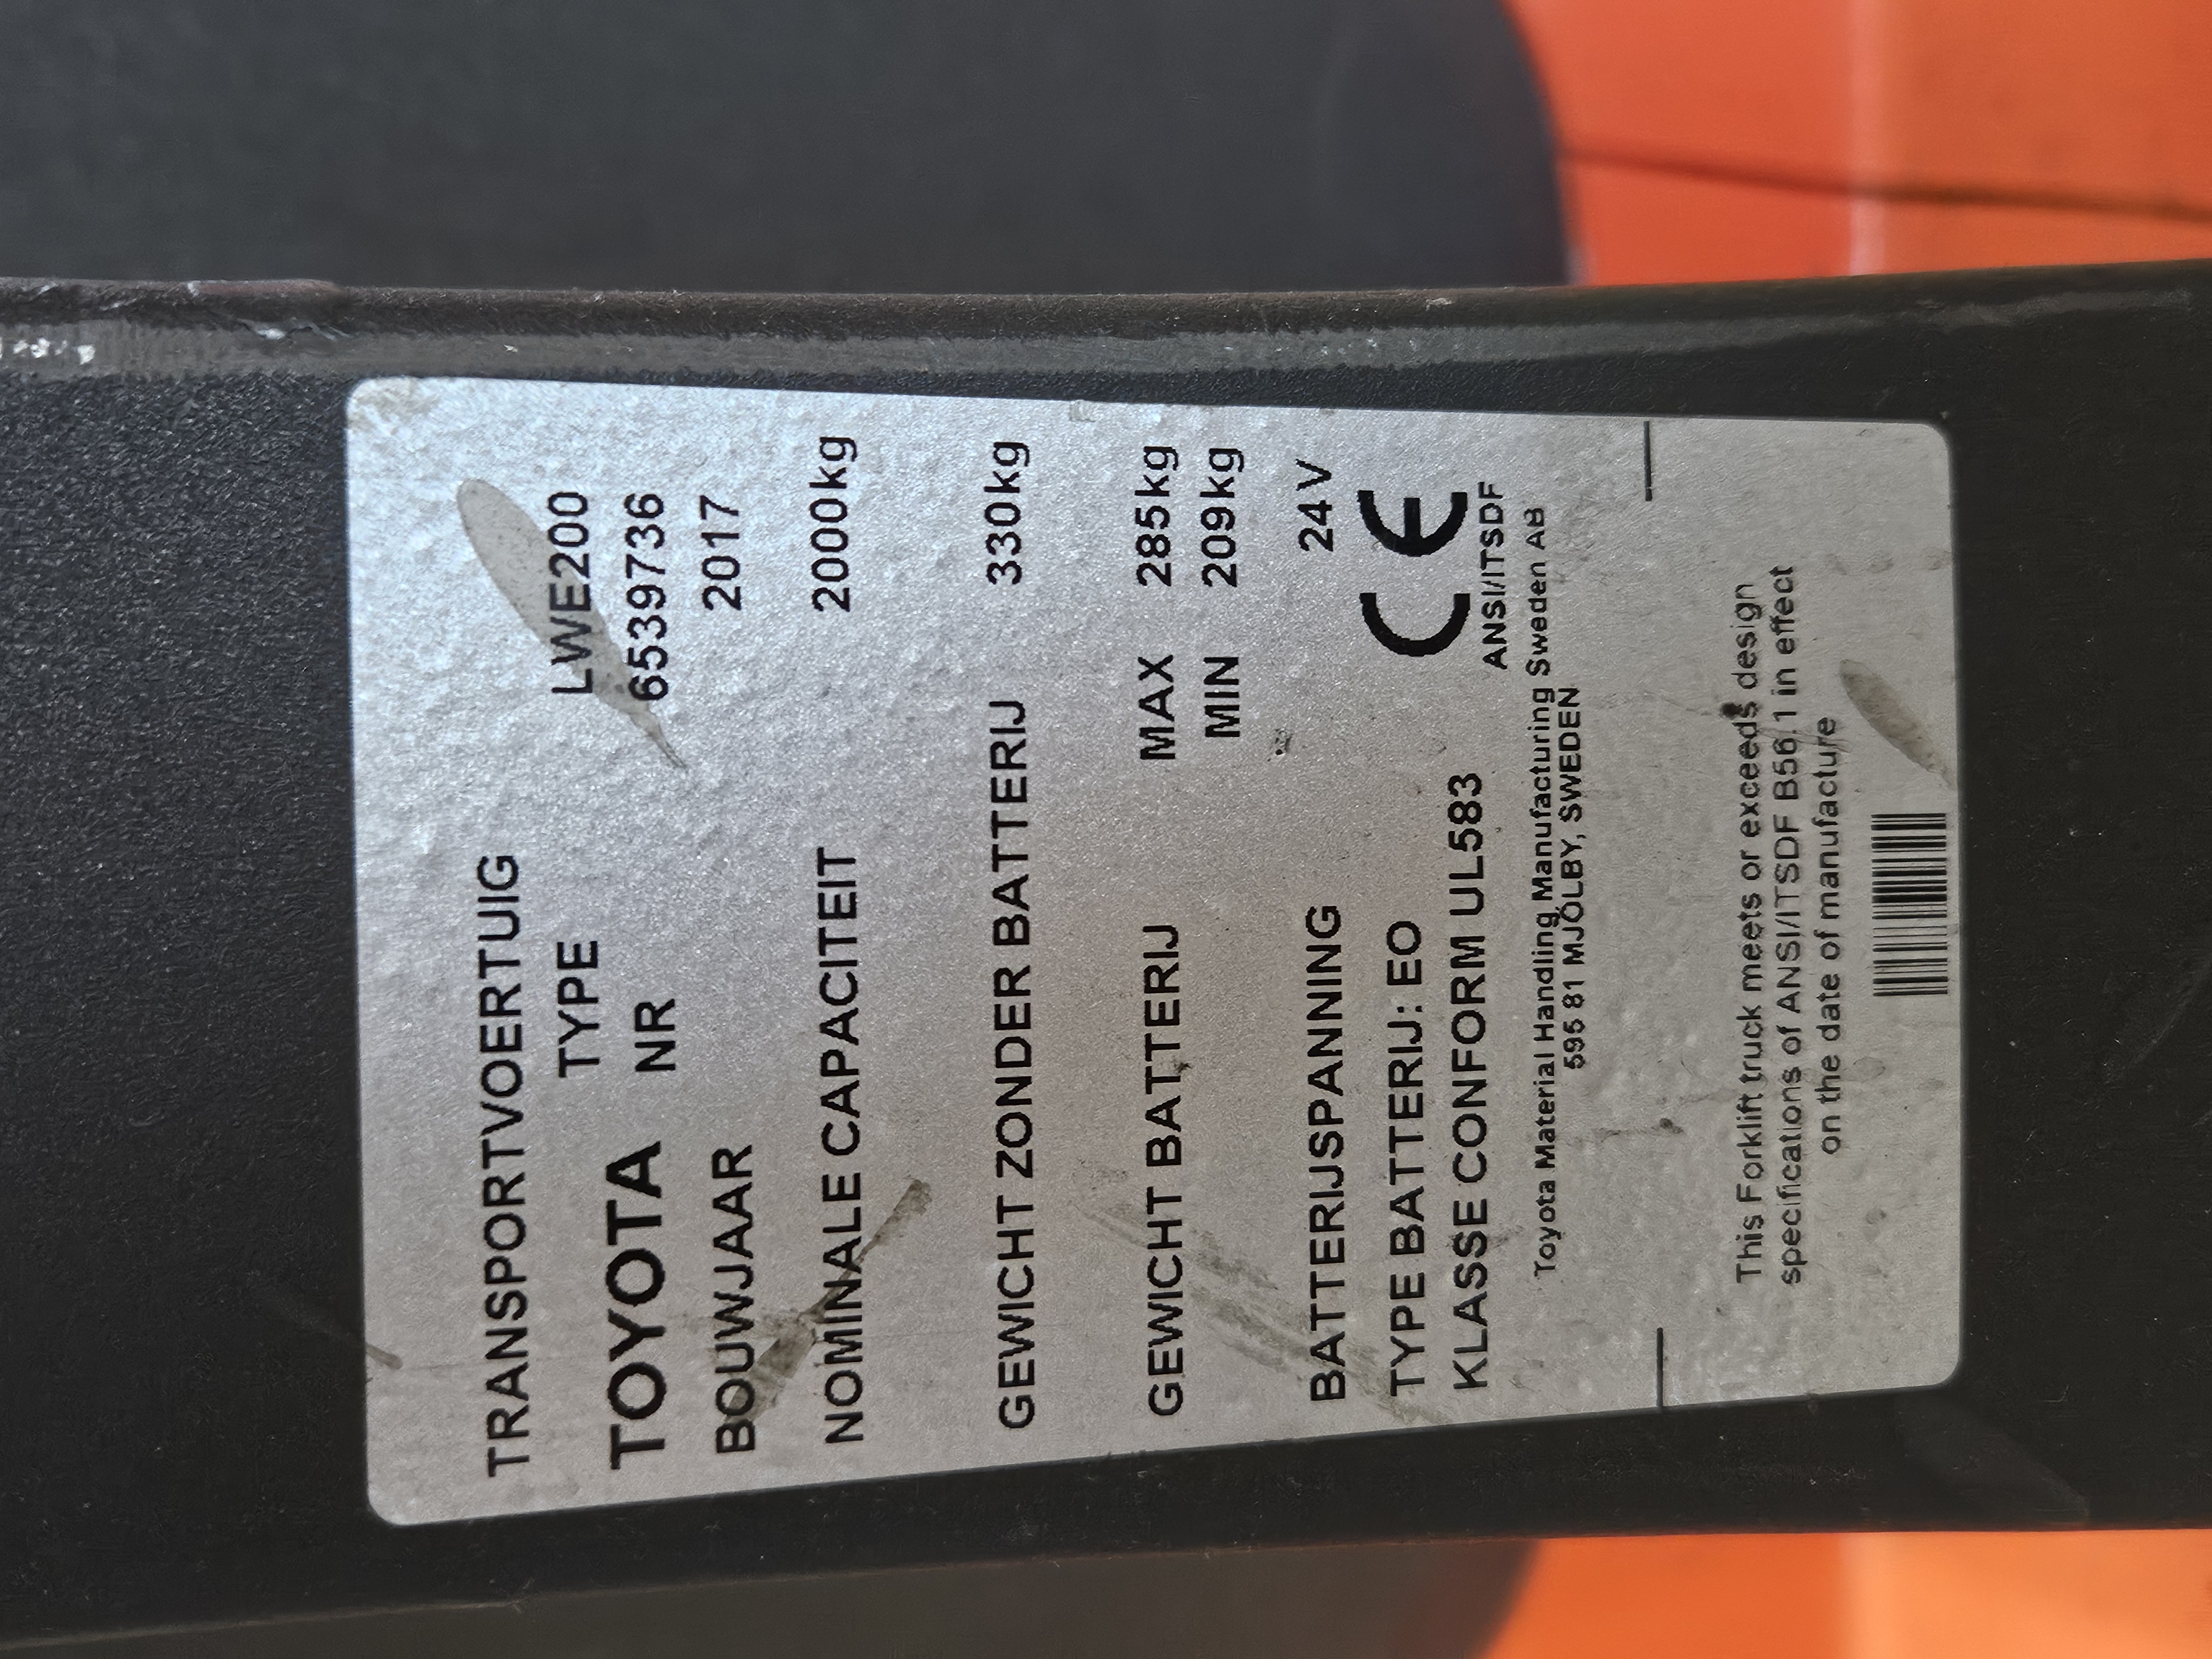 TRANSPORTVOERTUIG
TYPE LWE200
TOYOTA NR 6539736
BOUWJAAR 2017
NOMINALE CAPACITEIT 2000kg
GEWICHT ZONDER BATTERIJ 330kg
GEWICHT BATTERIJ MAX 285kg
MIN 209kg
BATTERIJSPANNING 24V
TYPE BATTERIJ: EO
KLASSE CONFORM UL583
CE
ANSI/ITSDF
Toyota Material Handling Manufacturing Sweden AB
595 81 MJÖLBY, SWEDEN
This Forklift truck meets or exceeds design
specifications of ANSI/ITSDF B56.1 in effect
on the date of manufacture